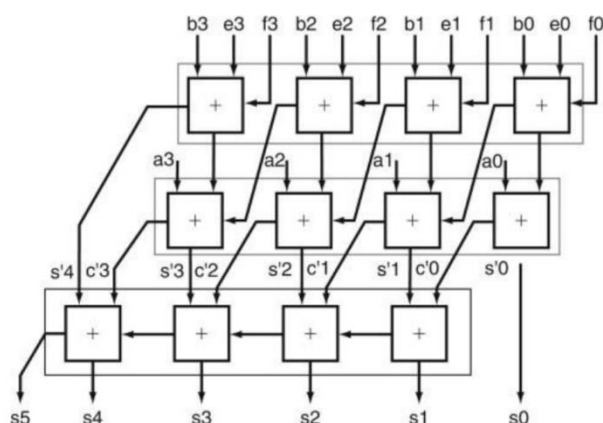 b3 e3 f3 b2 e2 f2 b1 e1 f1 b0 e0 f0
+ + + +
a3 a2 a1 a0
+ + + +
s'4 c'3 s'3 c'2 s'2 c'1 s'1 c'0 s'0
+ + + +
s5 s4 s3 s2 s1 s0